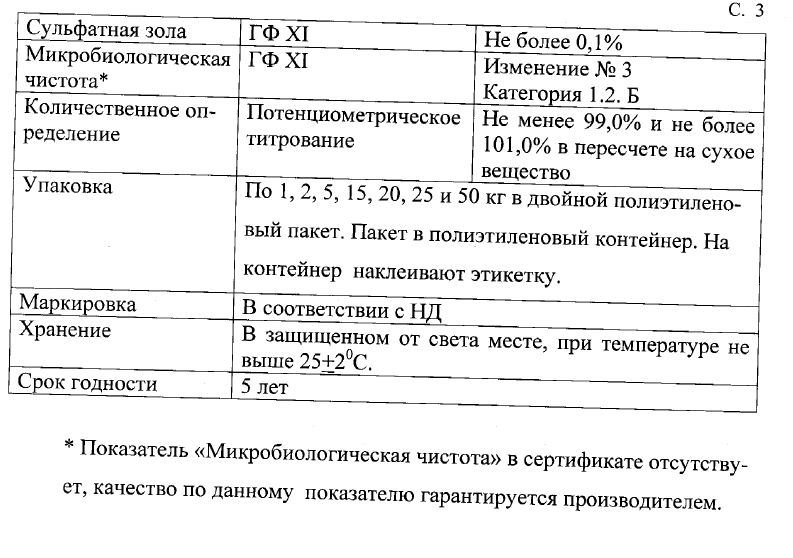 С. 3
Сульфатная зола ГФ XI Не более 0,1%
Микробиологическая ГФ XI Изменение № 3
чистота* Категория 1.2. Б
Количественное оп- Потенциометрическое Не менее 99,0% и не более
ределение титрование 101,0% в пересчете на сухое
вещество
Упаковка По 1, 2, 5, 15, 20, 25 и 50 кг в двойной полиэтилено-
вый пакет. Пакет в полиэтиленовый контейнер. На
контейнер наклеивают этикетку.
Маркировка В соответствии с НД
Хранение В защищенном от света месте, при температуре не
выше 25±2⁰С.
Срок годности 5 лет
* Показатель «Микробиологическая чистота» в сертификате отсутству-
ет, качество по данному показателю гарантируется производителем.